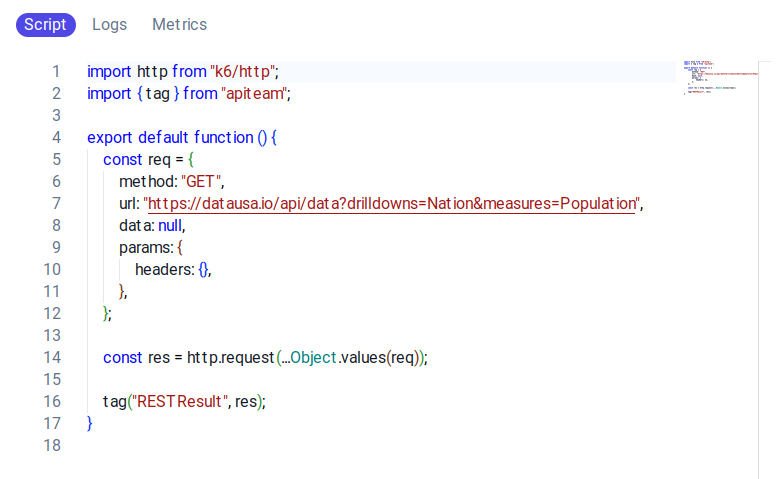 Script Logs Metrics
1 import http from "k6/http";
2 import { tag } from "apiteam";
3
4 export default function () {
5 const req = {
6 method: "GET",
7 url: "https://datausa.io/api/data?drilldowns=Nation&measures=Population",
8 data: null,
9 params: {
10 headers: {},
11 },
12 };
13
14 const res = http.request(...Object.values(req));
15
16 tag("RESTResult", res);
17 }
18